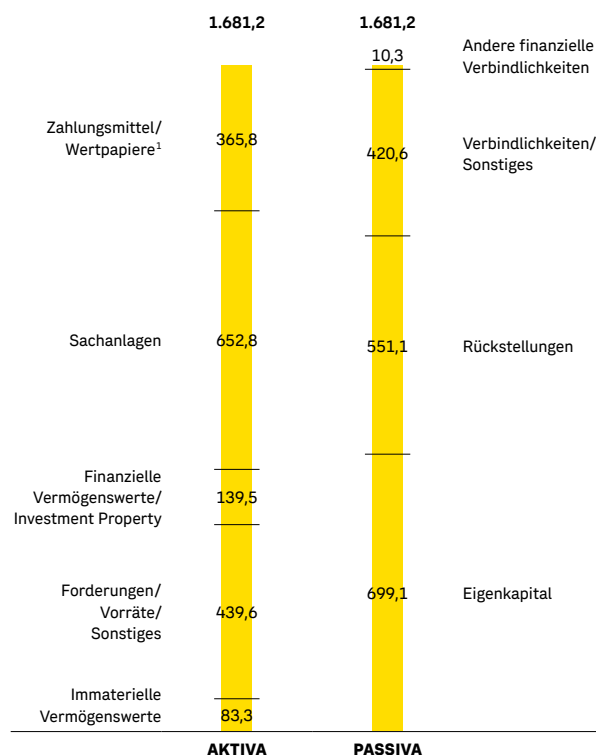 1.681,2
1.681,2
10,3
Andere finanzielle
Verbindlichkeiten
Zahlungsmittel/
Wertpapiere¹
365,8
420,6
Verbindlichkeiten/
Sonstiges
Sachanlagen
652,8
551,1
Rückstellungen
Finanzielle
Vermögenswerte/
Investment Property
139,5
Forderungen/
Vorräte/
Sonstiges
439,6
699,1
Eigenkapital
Immaterielle
Vermögenswerte
83,3
AKTIVA
PASSIVA